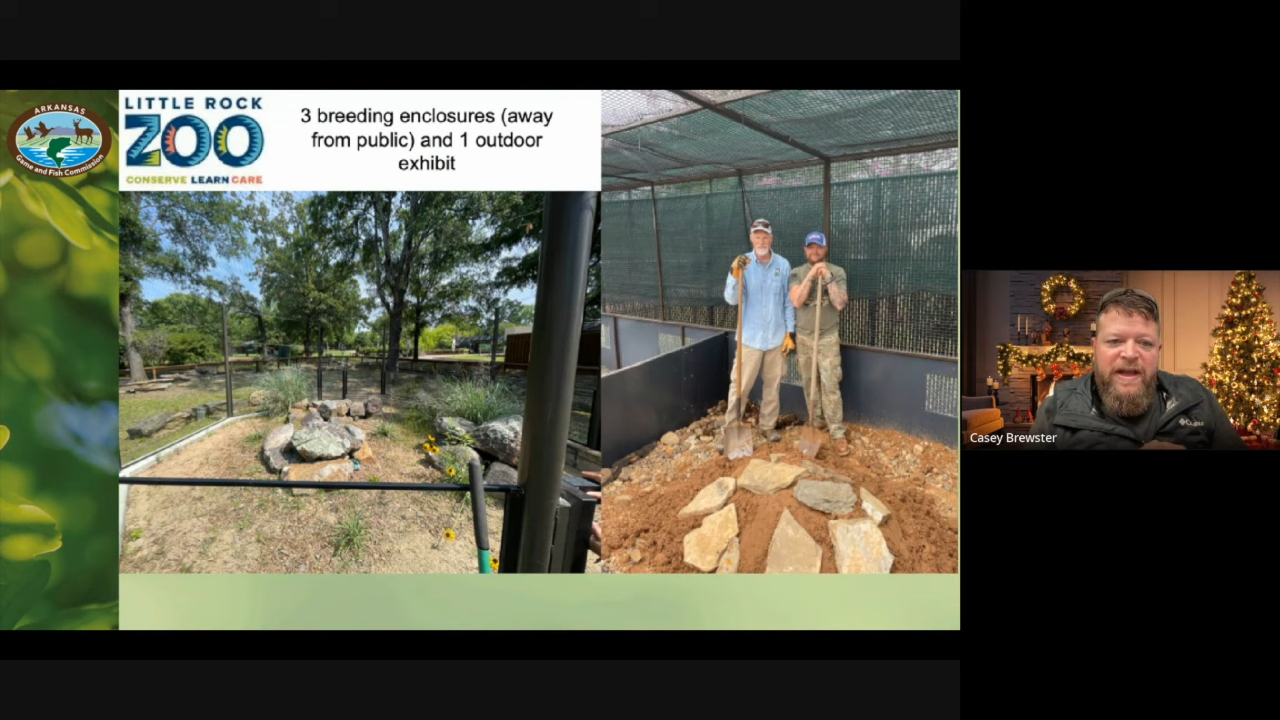 ARKANSAS
Game and Fish Commission
LITTLE ROCK
ZOO
CONSERVE LEARN CARE
3 breeding enclosures (away
from public) and 1 outdoor
exhibit
Casey Brewster
Columbia